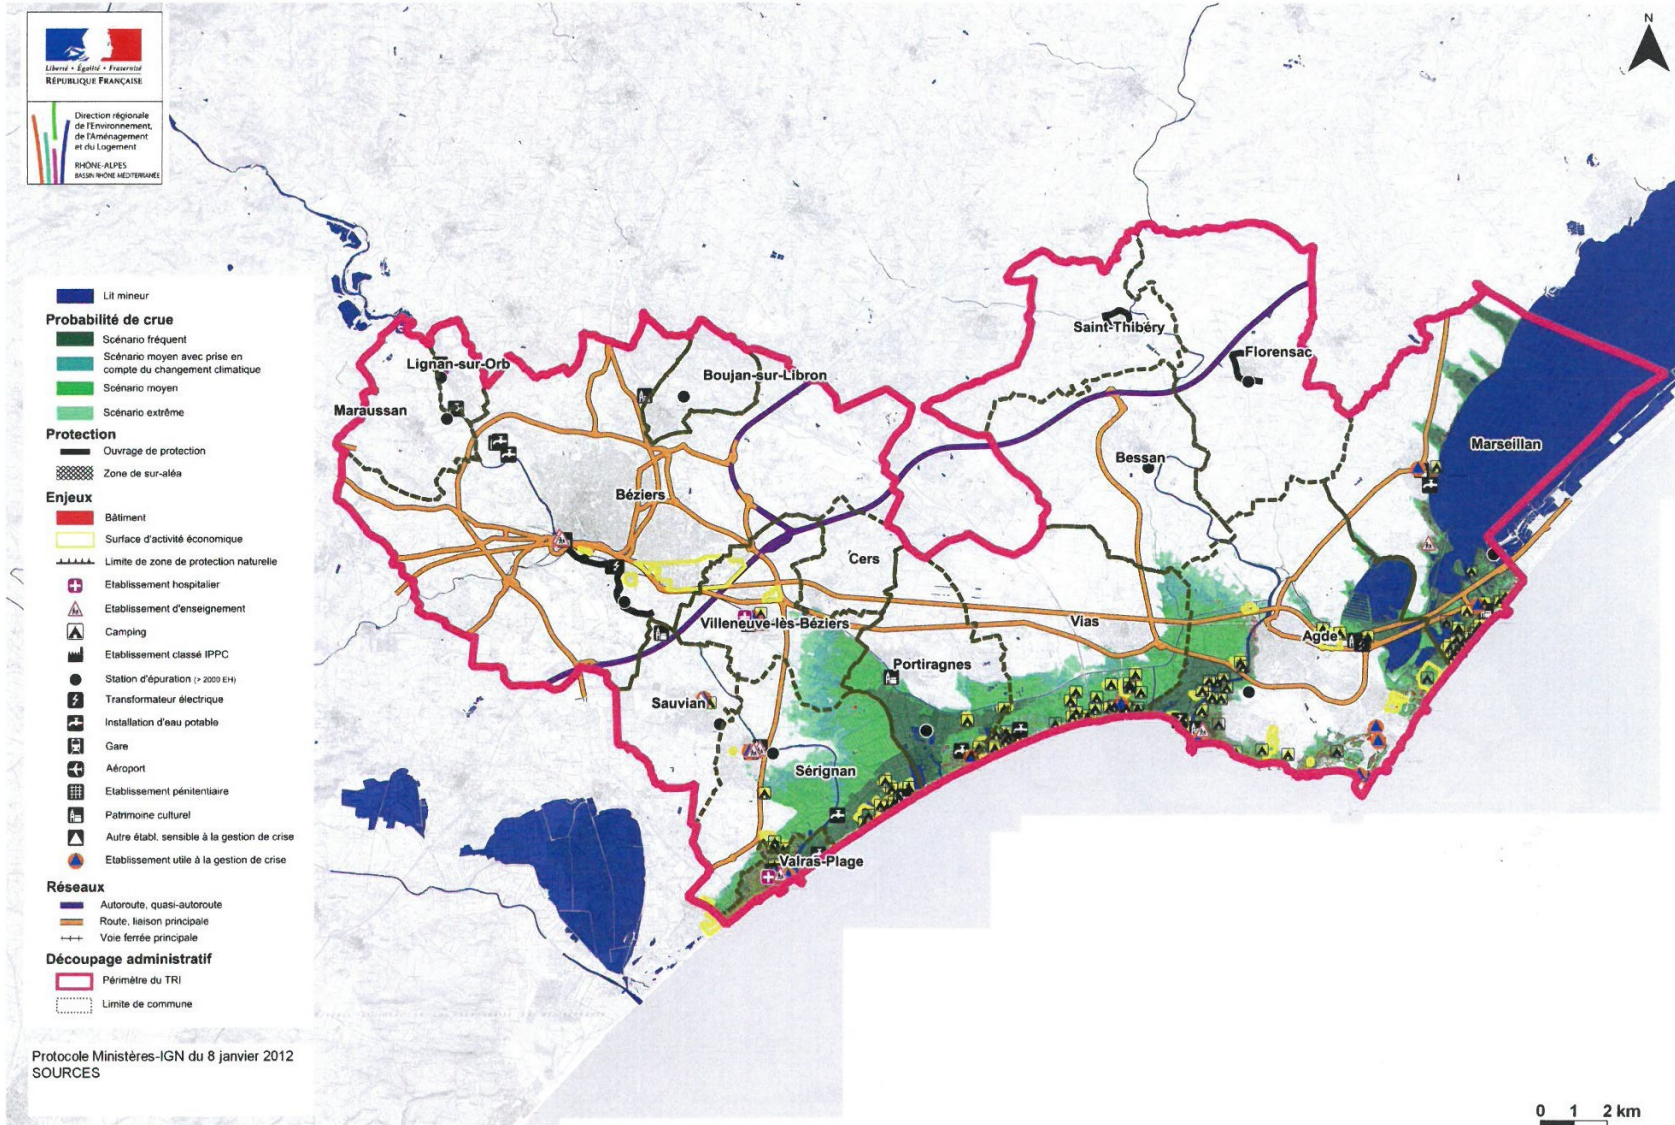 Liberté • Égalité • Fraternité
RÉPUBLIQUE FRANÇAISE
Direction régionale
de l'Environnement,
de l'Aménagement
et du Logement
RHÔNE-ALPES
BASSIN RHÔNE MÉDITERRANÉE
Lit mineur
Probabilité de crue
Scénario fréquent
Scénario moyen avec prise en
compte du changement climatique
Scénario moyen
Scénario extrême
Protection
Ouvrage de protection
Zone de sur-aléa
Enjeux
Bâtiment
Surface d'activité économique
Limite de zone de protection naturelle
Etablissement hospitalier
Etablissement d'enseignement
Camping
Etablissement classé IPPC
Station d'épuration (> 2000 EH)
Transformateur électrique
Installation d'eau potable
Gare
Aéroport
Etablissement pénitentiaire
Patrimoine culturel
Autre établ. sensible à la gestion de crise
Etablissement utile à la gestion de crise
Réseaux
Autoroute, quasi-autoroute
Route, liaison principale
Voie ferrée principale
Découpage administratif
Périmètre du TRI
Limite de commune
Protocole Ministères-IGN du 8 janvier 2012
SOURCES
N
Saint-Thibéry
Florensac
Lignan-sur-Orb
Boujan-sur-Libron
Maraussan
Marseillan
Bessan
Béziers
Cers
Villeneuve-lès-Béziers
Vias
Agde
Portiragnes
Sauvian
Sérignan
Valras-Plage
0 1 2 km